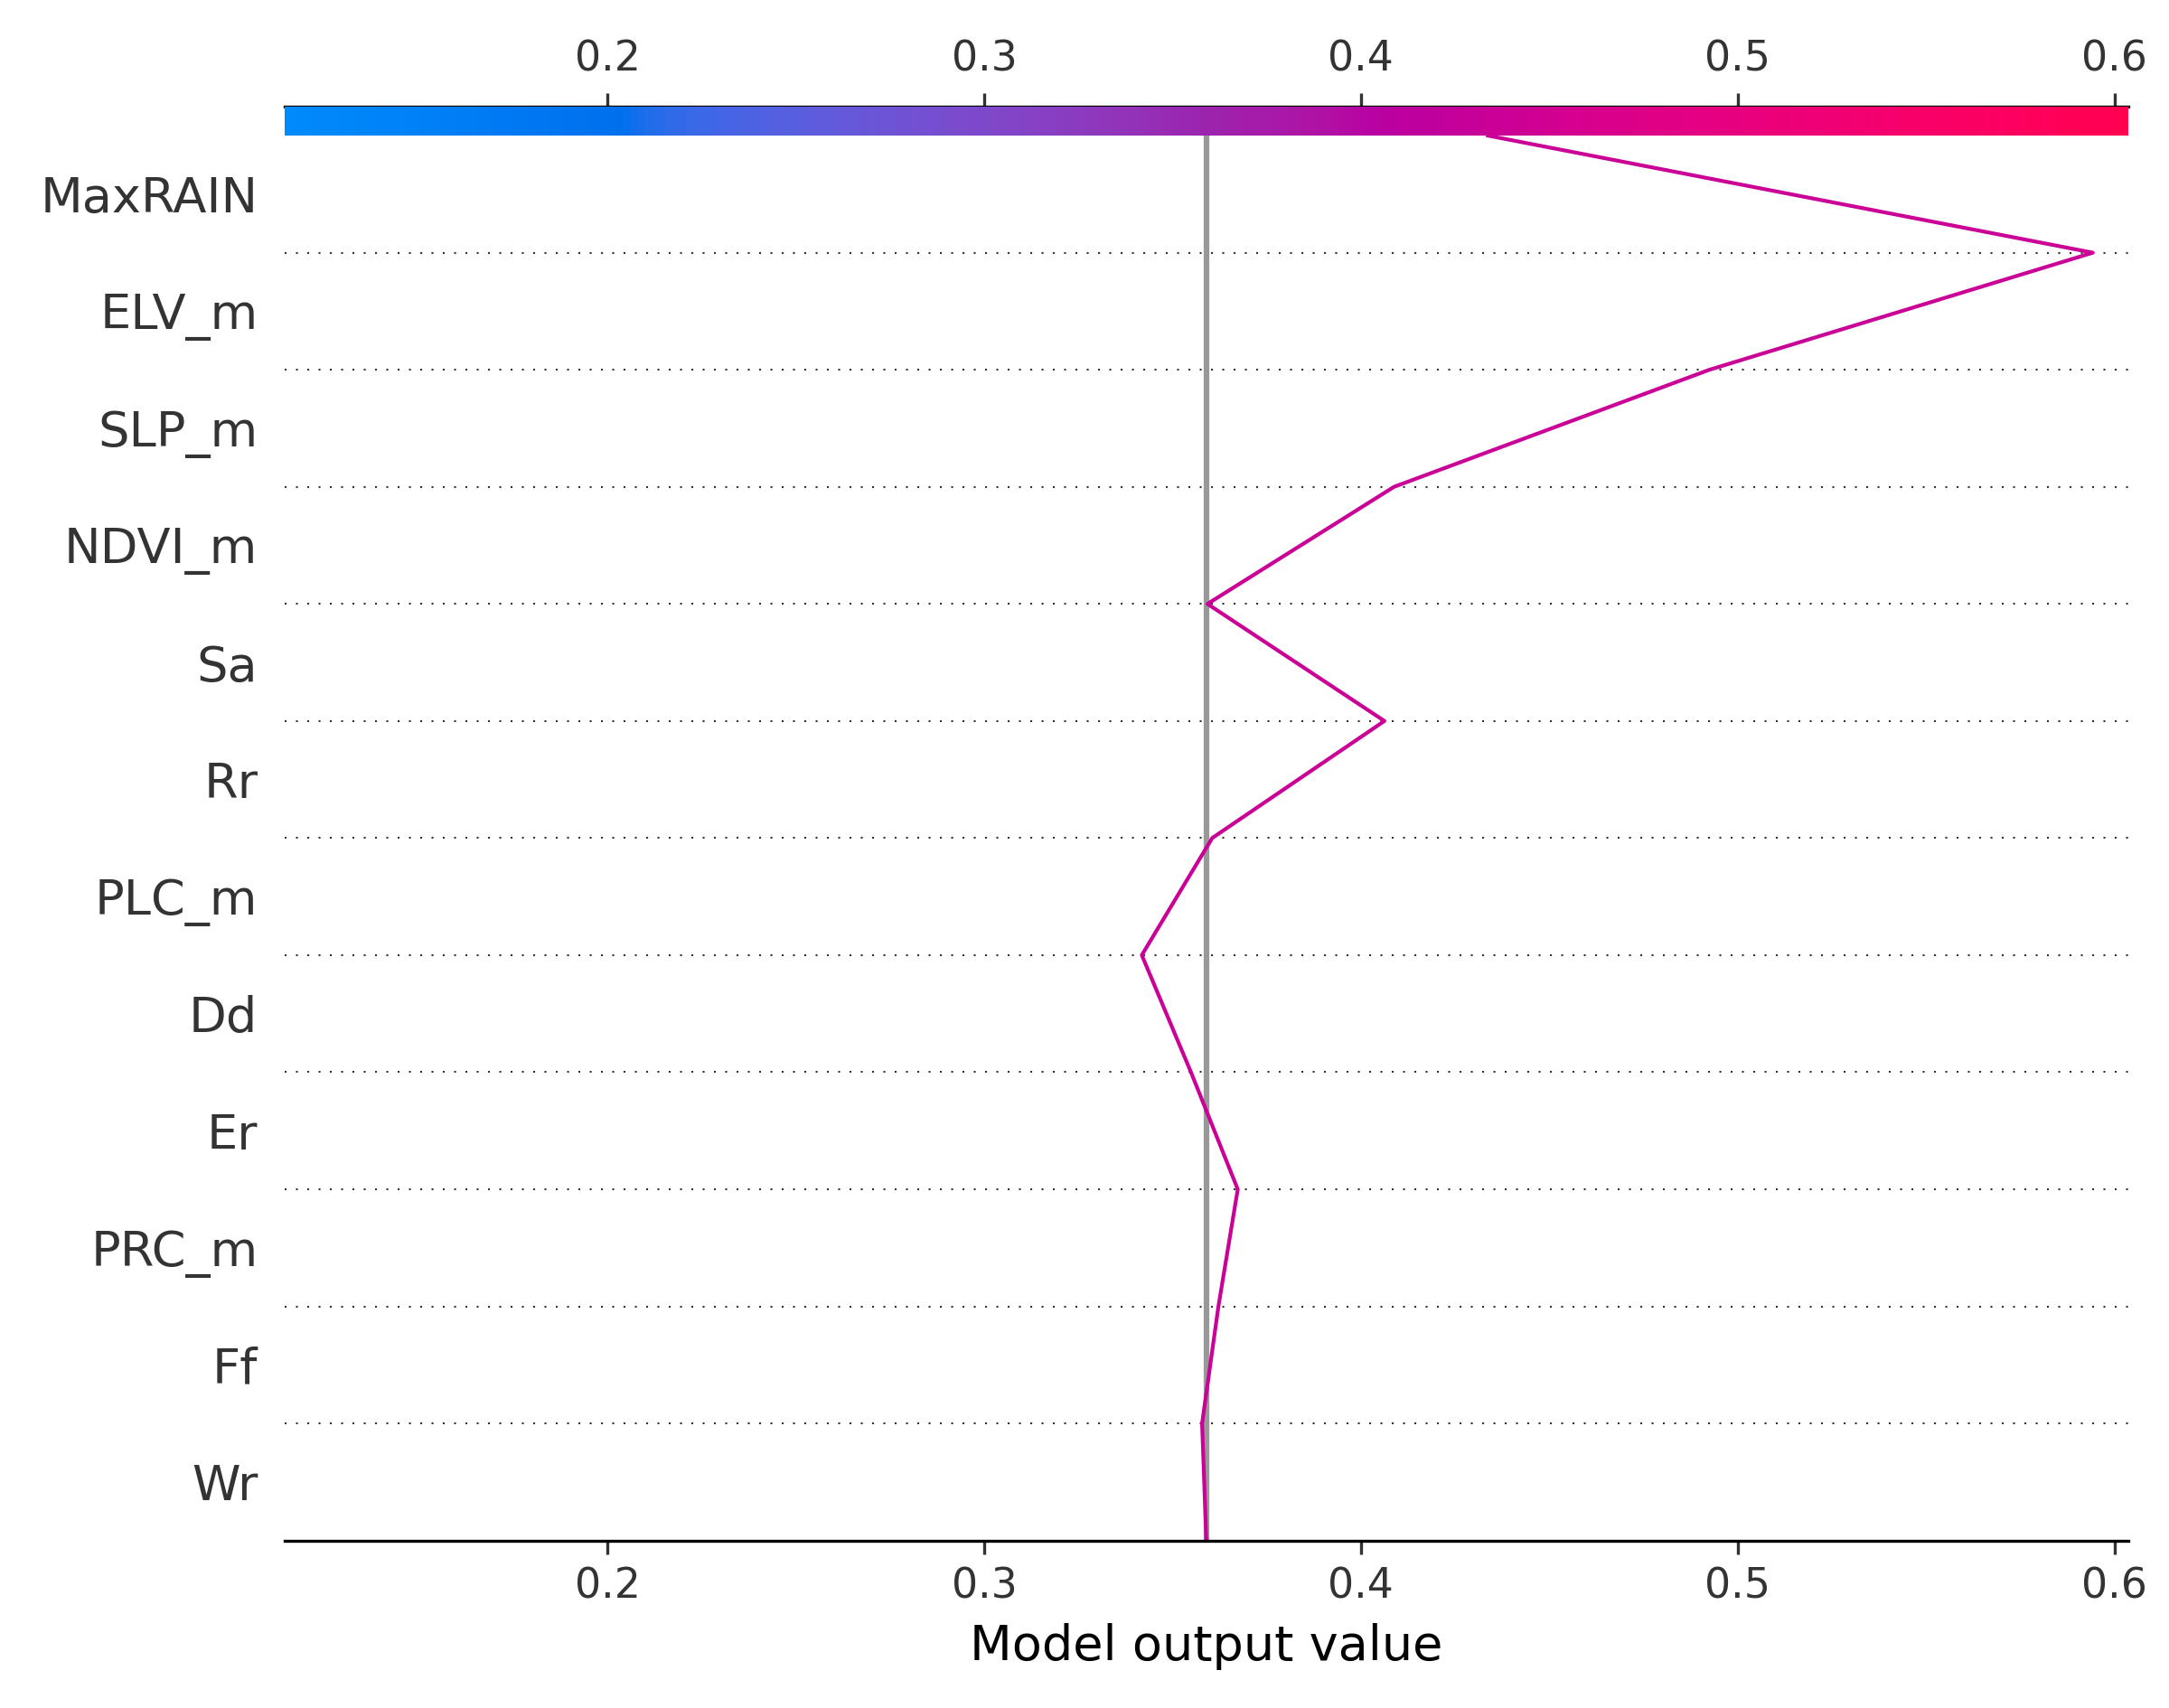 0.2 0.3 0.4 0.5 0.6
MaxRAIN
ELV_m
SLP_m
NDVI_m
Sa
Rr
PLC_m
Dd
Er
PRC_m
Ff
Wr
0.2 0.3 0.4 0.5 0.6
Model output value